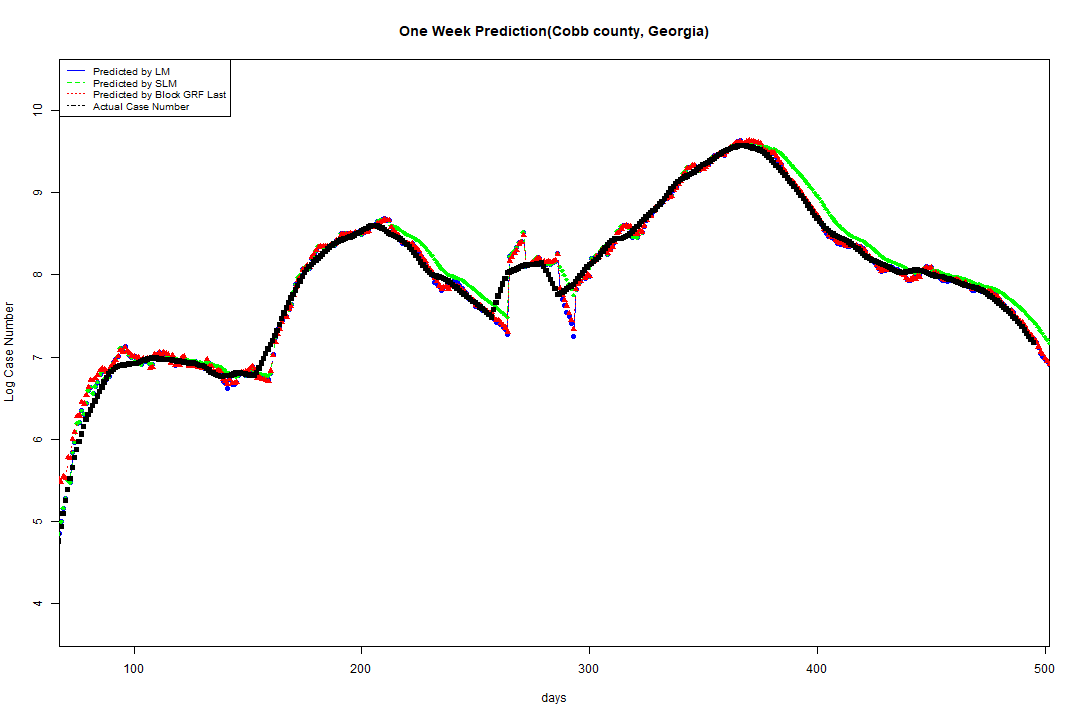 One Week Prediction(Cobb county, Georgia)
Predicted by LM
Predicted by SLM
Predicted by Block GRF Last
Actual Case Number
10
9
8
7
6
5
4
Log Case Number
100 200 300 400 500
days